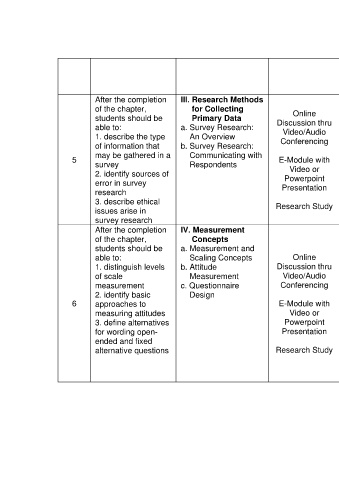 5
After the completion
of the chapter,
students should be
able to:
1. describe the type
of information that
may be gathered in a
survey
2. identify sources of
error in survey
research
3. describe ethical
issues arise in
survey research
III. Research Methods
for Collecting
Primary Data
a. Survey Research:
An Overview
b. Survey Research:
Communicating with
Respondents
Online
Discussion thru
Video/Audio
Conferencing
E-Module with
Video or
Powerpoint
Presentation
Research Study
6
After the completion
of the chapter,
students should be
able to:
1. distinguish levels
of scale
measurement
2. identify basic
approaches to
measuring attitudes
3. define alternatives
for wording open-
ended and fixed
alternative questions
IV. Measurement
Concepts
a. Measurement and
Scaling Concepts
b. Attitude
Measurement
c. Questionnaire
Design
Online
Discussion thru
Video/Audio
Conferencing
E-Module with
Video or
Powerpoint
Presentation
Research Study